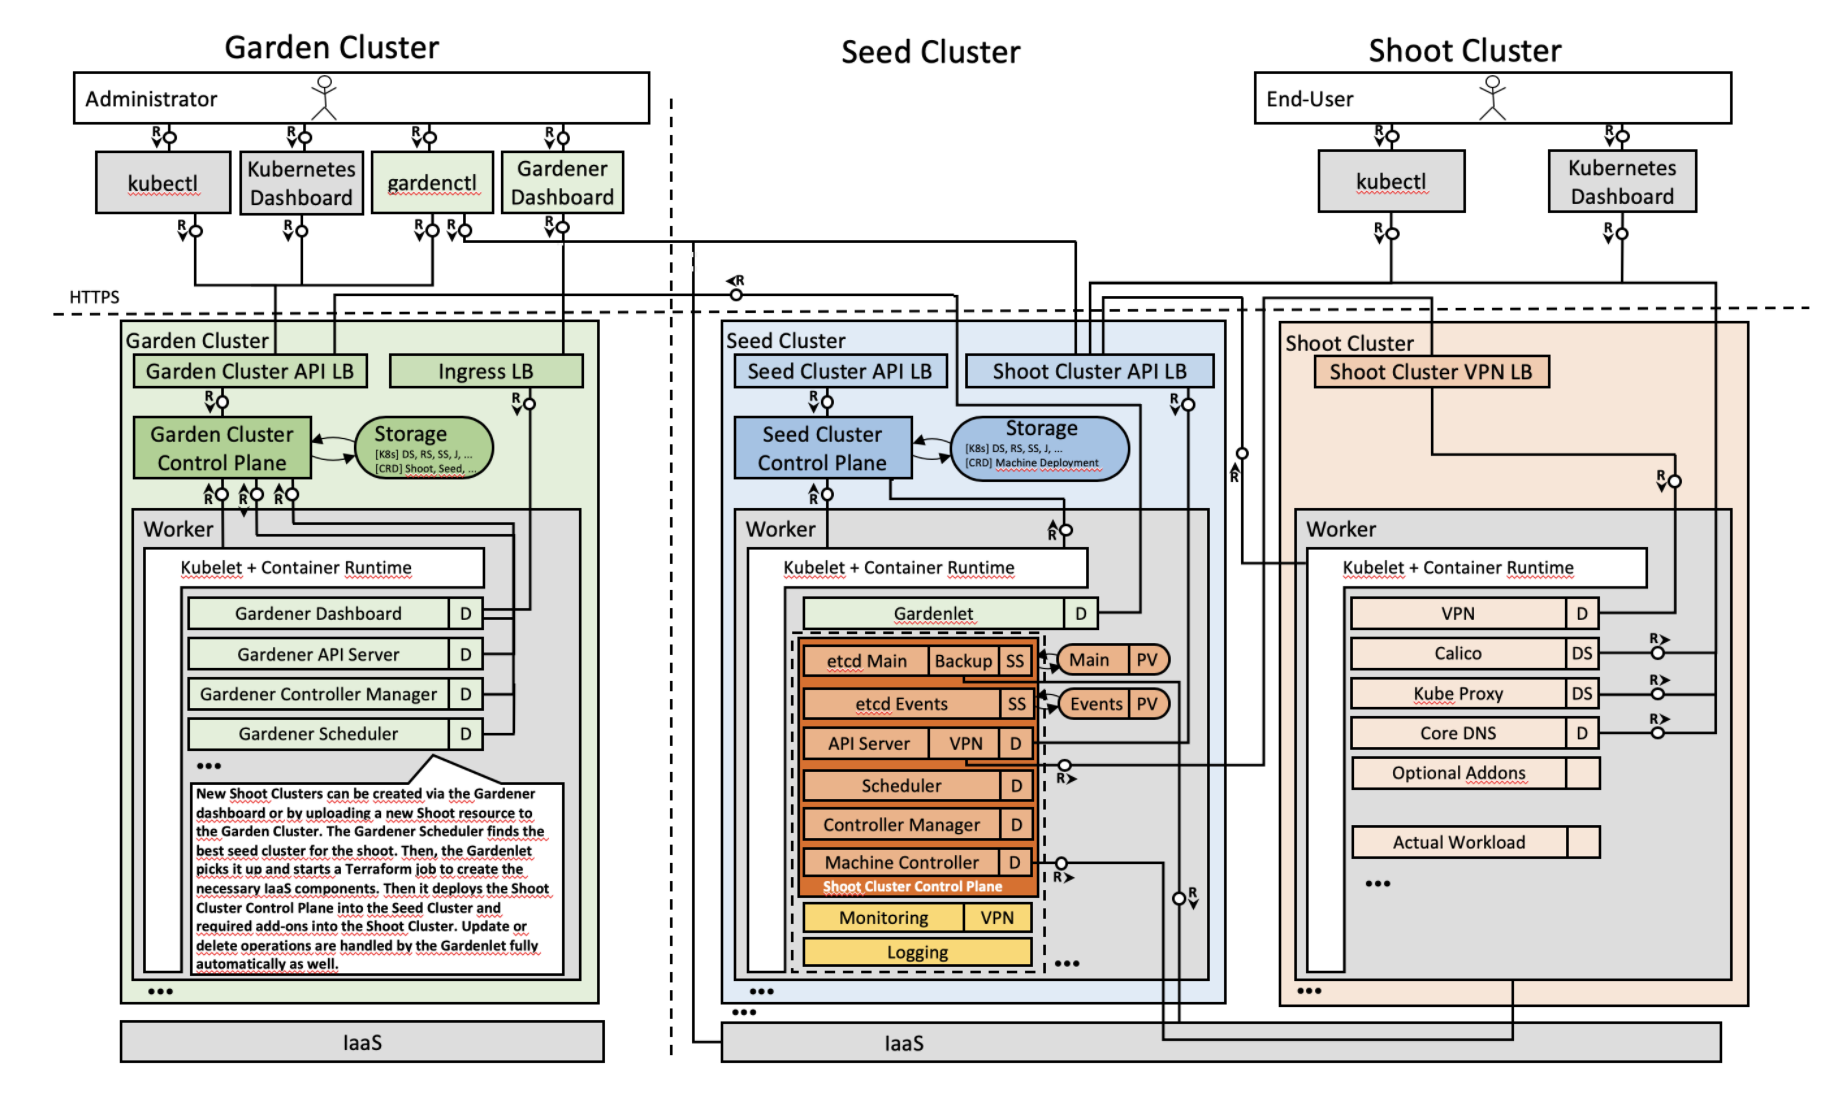 Garden Cluster
Seed Cluster
Shoot Cluster
Administrator
End-User
R
R
R
R
R
R
kubectl
Kubernetes
Dashboard
gardenctl
Gardener
Dashboard
kubectl
Kubernetes
Dashboard
R
R
R
R
R
R
R
R
HTTPS
Garden Cluster
Garden Cluster API LB
Ingress LB
R
R
Garden Cluster
Control Plane
Storage
[K8s] DS, RS, SS, J, ...
[CRD] Shoot, Seed, ...
R
R
R
Worker
Kubelet + Container Runtime
Gardener Dashboard D
Gardener API Server D
Gardener Controller Manager D
Gardener Scheduler D
•••
New Shoot Clusters can be created via the Gardener
dashboard or by uploading a new Shoot resource to
the Garden Cluster. The Gardener Scheduler finds the
best seed cluster for the shoot. Then, the Gardenlet
picks it up and starts a Terraform job to create the
necessary IaaS components. Then it deploys the Shoot
Cluster Control Plane into the Seed Cluster and
required add-ons into the Shoot Cluster. Update or
delete operations are handled by the Gardenlet fully
automatically as well.
•••
IaaS
Seed Cluster
Seed Cluster API LB
Shoot Cluster API LB
R
R
Seed Cluster
Control Plane
Storage
[K8s] DS, RS, SS, J, ...
[CRD] Machine Deployment
R
R
R
Worker
Kubelet + Container Runtime
Gardenlet D
etcd Main Backup SS
Main PV
etcd Events SS
Events PV
API Server VPN D
R
Scheduler D
Controller Manager D
Machine Controller D
R
Shoot Cluster Control Plane
R
Monitoring VPN
Logging
•••
•••
•••
IaaS
Shoot Cluster
Shoot Cluster VPN LB
R
Worker
Kubelet + Container Runtime
VPN D
Calico DS
R
Kube Proxy DS
R
Core DNS D
R
Optional Addons
Actual Workload
•••
•••